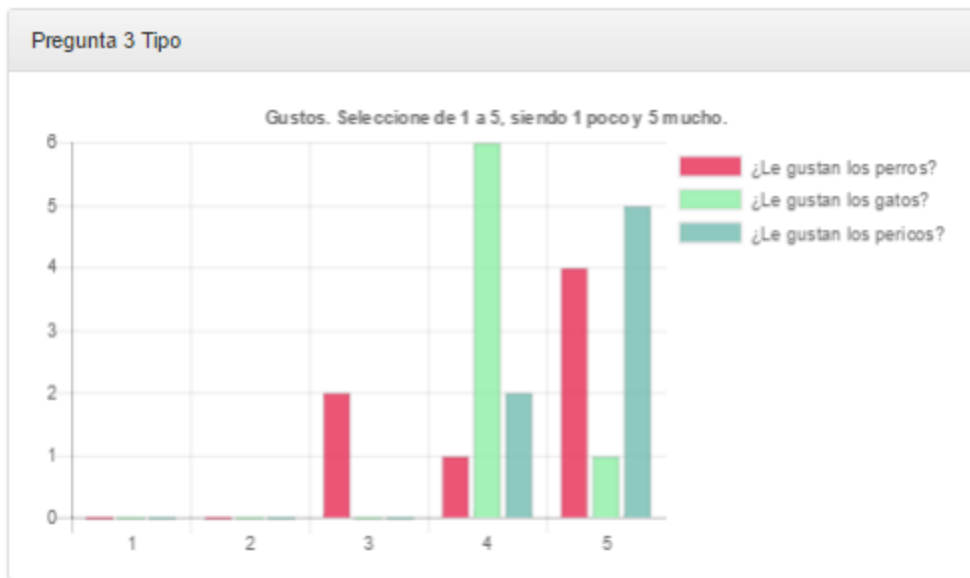 Pregunta 3 Tipo
Gustos. Seleccione de 1 a 5, siendo 1 poco y 5 mucho.
6
5
4
3
2
1
0
1 2 3 4 5
¿Le gustan los perros?
¿Le gustan los gatos?
¿Le gustan los pericos?